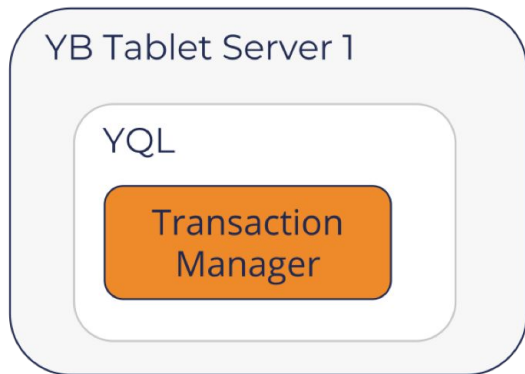 YB Tablet Server 1
YQL
Transaction
Manager